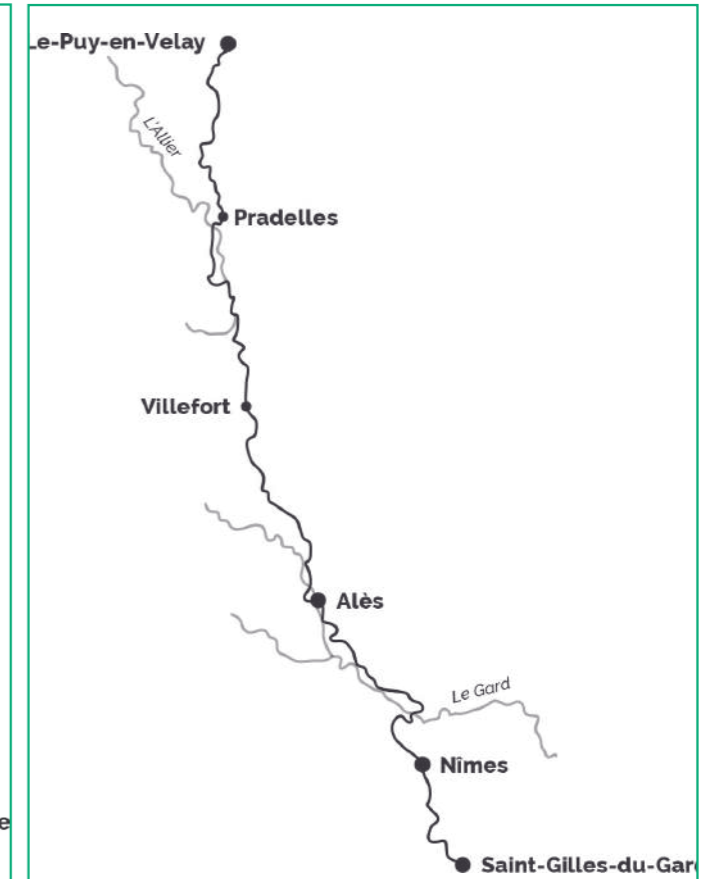 Le-Puy-en-Velay
L'Allier
Pradelles
Villefort
Alès
Le Gard
Nîmes
e
Saint-Gilles-du-Gar